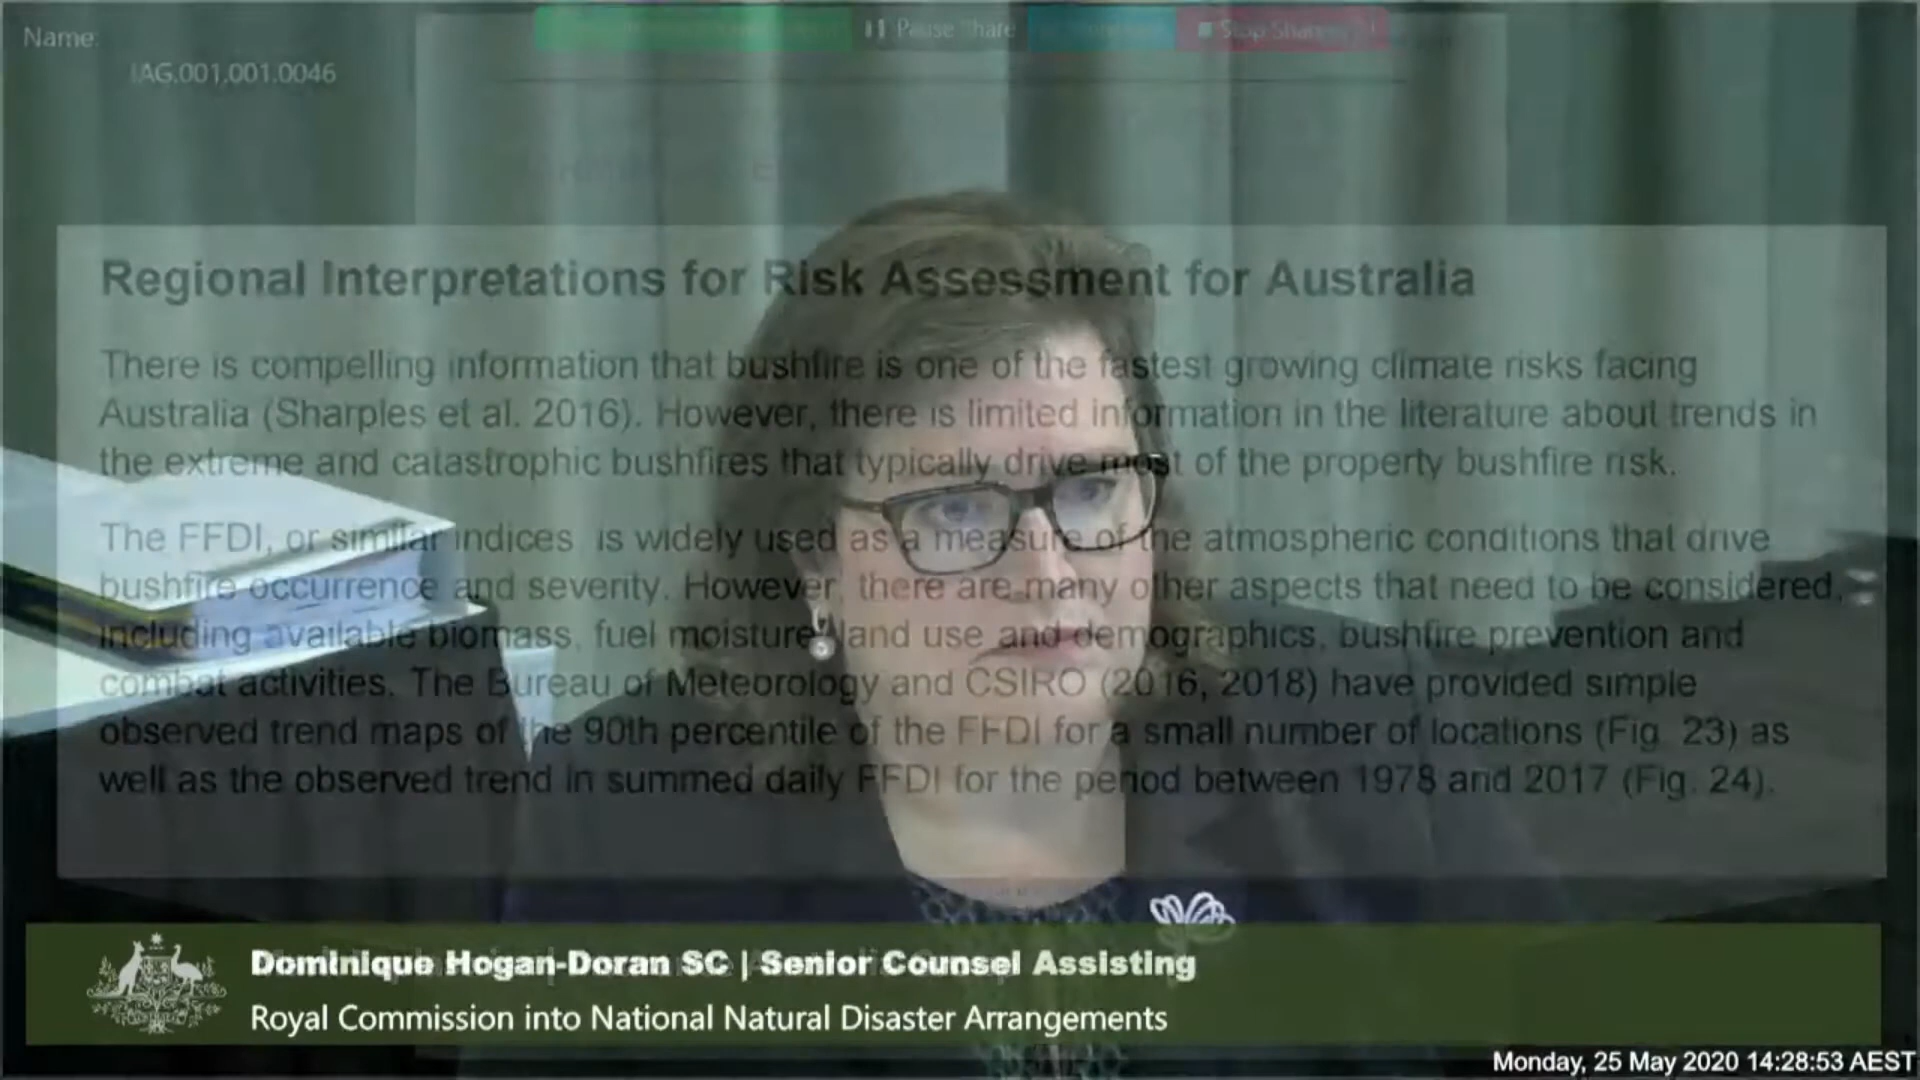 Name:
IAG.001.001.0046
Pause Share
Stop Share
Regional Interpretations for Risk Assessment for Australia
There is compelling information that bushfire is one of the fastest growing climate risks facing
Australia (Sharples et al. 2016). However, there is limited information in the literature about trends in
the extreme and catastrophic bushfires that typically drive most of the property bushfire risk.
The FFDI, or similar indices is widely used as a measure of the atmospheric conditions that drive
bushfire occurrence and severity. However, there are many other aspects that need to be considered,
including available biomass, fuel moisture, land use and demographics, bushfire prevention and
combat activities. The Bureau of Meteorology and CSIRO (2016, 2018) have provided simple
observed trend maps of the 90th percentile of the FFDI for a small number of locations (Fig. 23) as
well as the observed trend in summed daily FFDI for the period between 1978 and 2017 (Fig. 24).
Dominique Hogan-Doran SC | Senior Counsel Assisting
Royal Commission into National Natural Disaster Arrangements
Monday, 25 May 2020 14:28:53 AEST